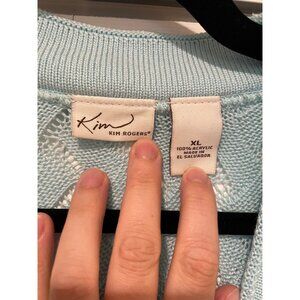 Kim
KIM ROGERS®
XL
100% ACRYLIC
MADE IN
EL SALVADOR